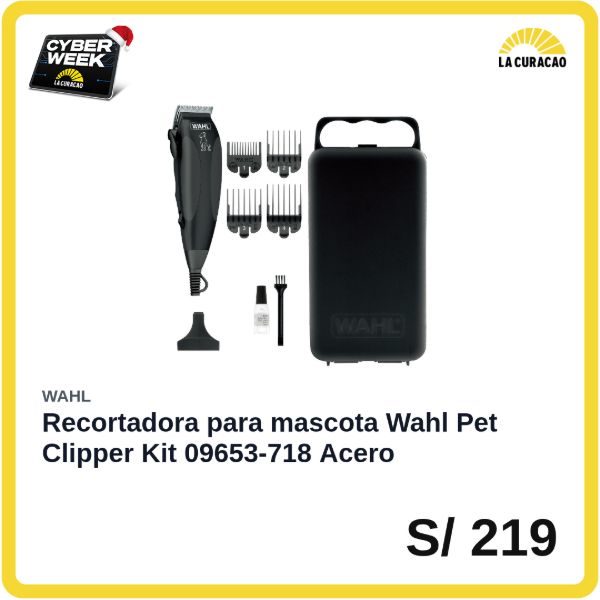 CYBER
WEEK
LA CURACAO
LA CURACAO
WAHL
WAHL
WAHL
Recortadora para mascota Wahl Pet
Clipper Kit 09653-718 Acero
S/ 219